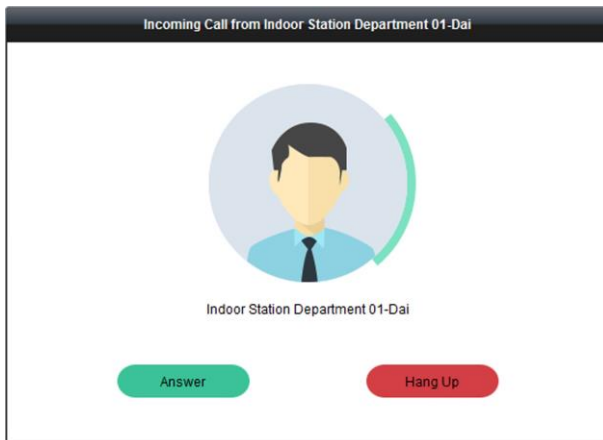 Incoming Call from Indoor Station Department 01-Dai
Indoor Station Department 01-Dai
Answer
Hang Up